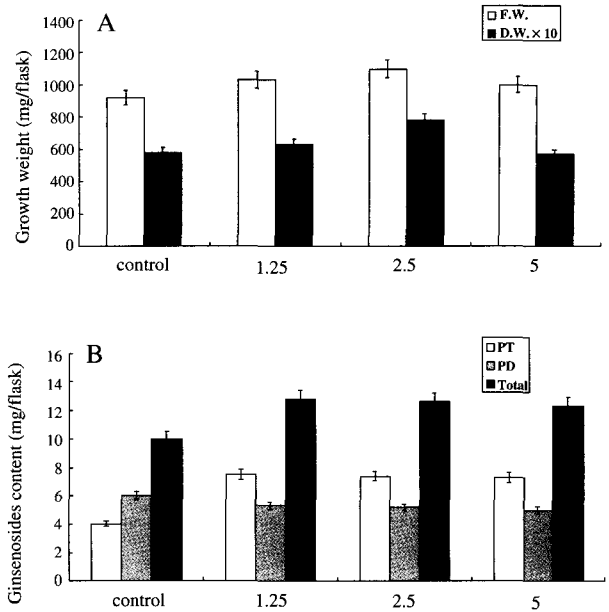 A
F.W.
D.W. × 10
Growth weight (mg/flask)
1400
1200
1000
800
600
400
200
0
control 1.25 2.5 5
B
PT
PD
Total
Ginsenosides content (mg/flask)
16
14
12
10
8
6
4
2
0
control 1.25 2.5 5